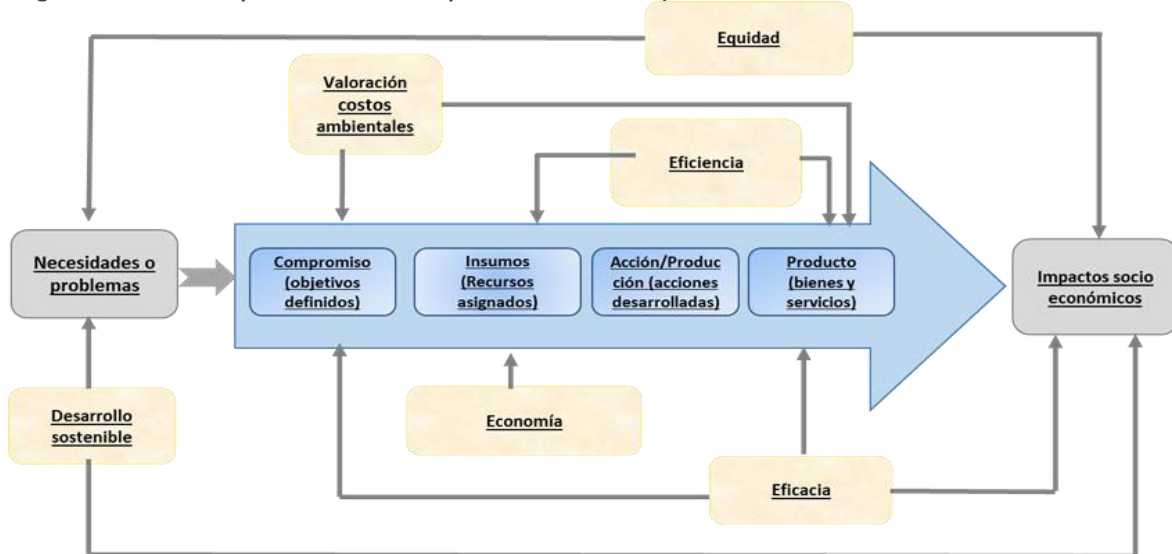 Equidad
Valoración
costos
ambientales
Eficiencia
Necesidades o
problemas
Compromiso
(objetivos
definidos)
Insumos
(Recursos
asignados)
Acción/Produc
ción (acciones
desarrolladas)
Producto
(bienes y
servicios)
Impactos socio
económicos
Desarrollo
sostenible
Economía
Eficacia